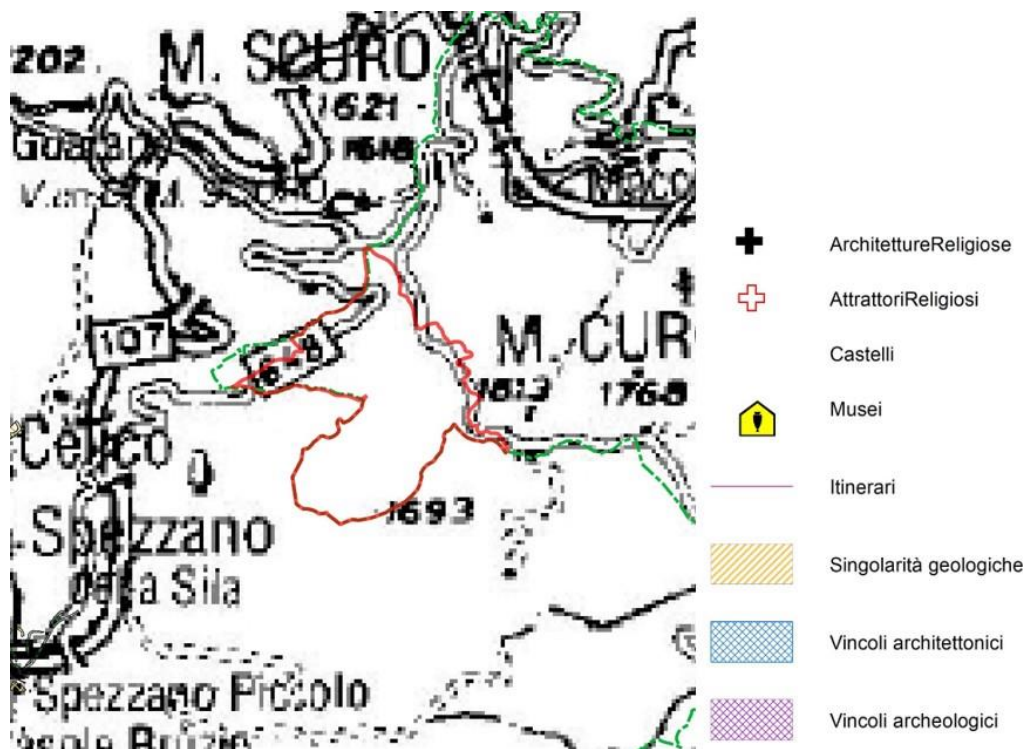 202
M. SCURO
1621
107
M. CUR
1613
1768
Celico
1693
Spezzano
della Sila
Spezzano Piccolo
ArchitettureReligiose
AttrattoriReligiosi
Castelli
Musei
Itinerari
Singolarità geologiche
Vincoli architettonici
Vincoli archeologici